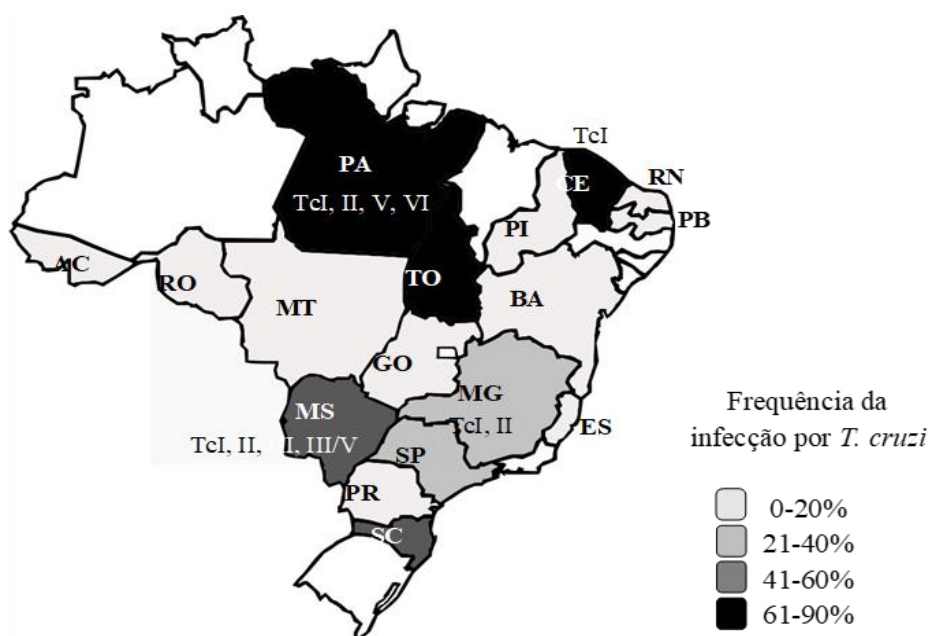 TcI
RN
PA
CE
TcI, II, V, VI
PI
PB
AC
RO
TO
MT
BA
GO
MS
MG
TcI, II
TcI, II, III/V
ES
SP
PR
SC
Frequência da
infecção por T. cruzi
0-20%
21-40%
41-60%
61-90%